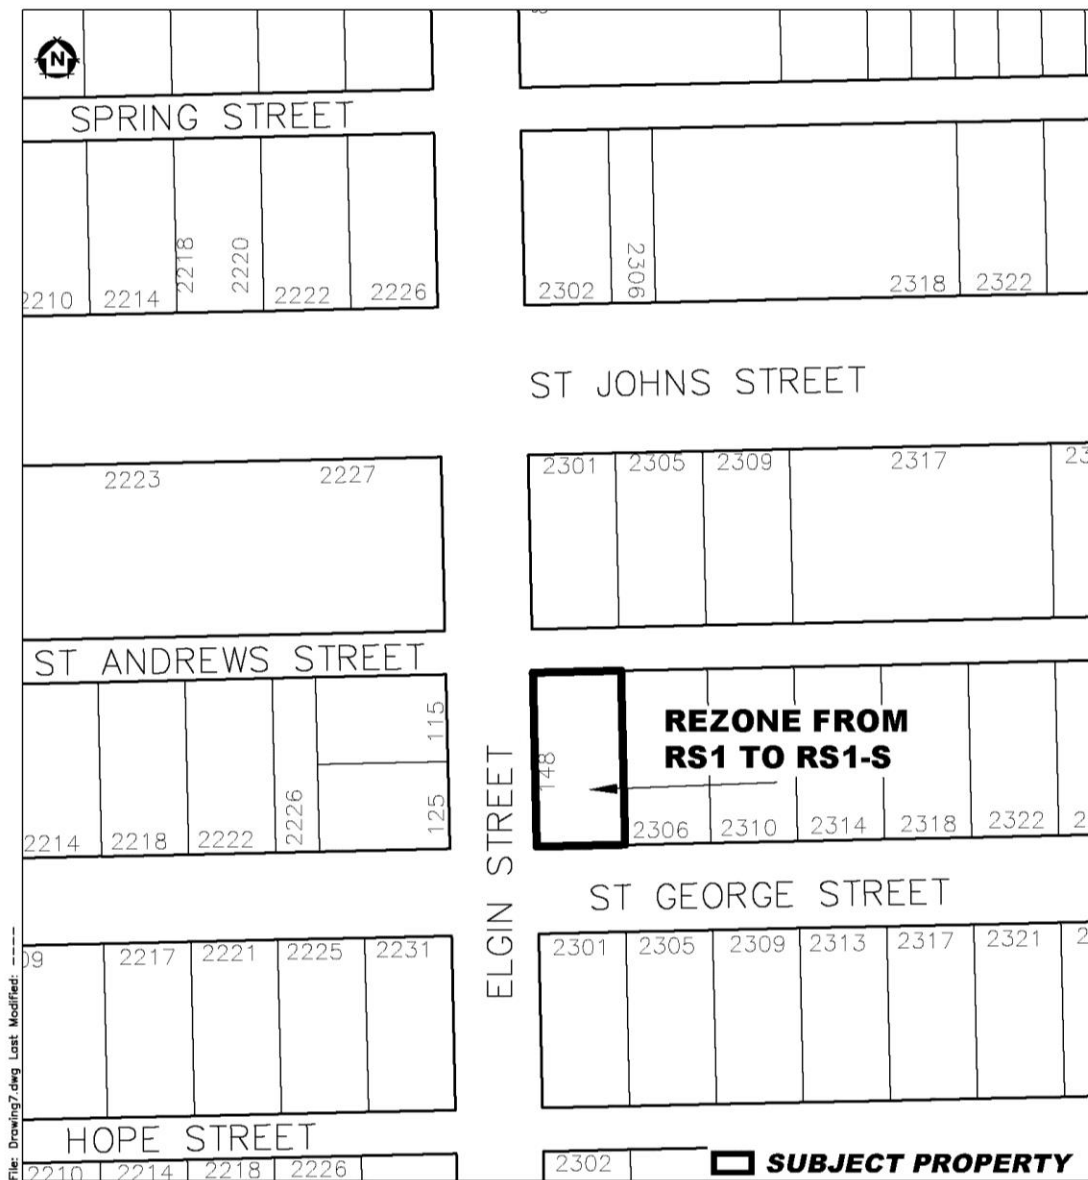 N
SPRING STREET
2210 2214 2218 2220 2222 2226
2302 2306 2318 2322
ST JOHNS STREET
2223 2227
2301 2305 2309 2317
ST ANDREWS STREET
115
125
2214 2218 2222 2226
148
REZONE FROM
RS1 TO RS1-S
2306 2310 2314 2318 2322
ELGIN STREET
ST GEORGE STREET
2217 2221 2225 2231
2301 2305 2309 2313 2317 2321
HOPE STREET
2210 2214 2218 2226
2302
SUBJECT PROPERTY
File: Drawing7.dwg Last Modified: -----